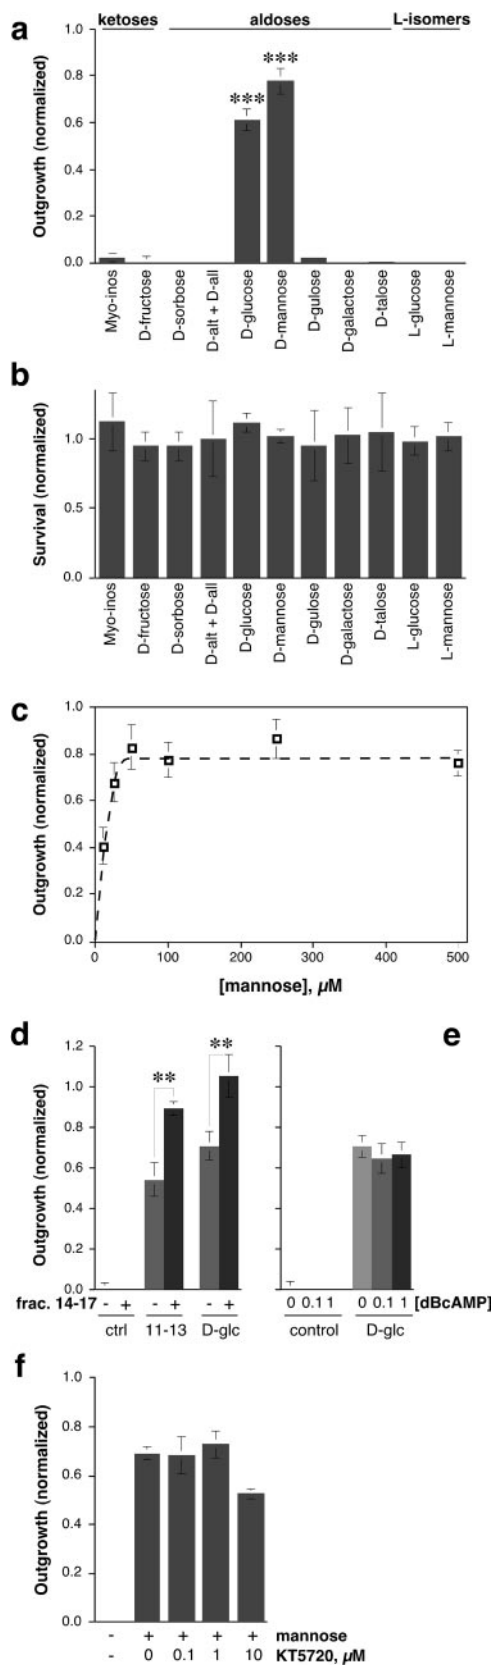 a
ketoses aldoses L-isomers
Outgrowth (normalized)
1.0
0.8
0.6
0.4
0.2
0.0
*** ***
Myo-inos D-fructose D-sorbose D-alt + D-all D-glucose D-mannose D-gulose D-galactose D-talose L-glucose L-mannose
b
Survival (normalized)
1.0
0.5
0.0
Myo-inos D-fructose D-sorbose D-alt + D-all D-glucose D-mannose D-gulose D-galactose D-talose L-glucose L-mannose
c
Outgrowth (normalized)
1.0
0.8
0.6
0.4
0.2
0.0
0 100 200 300 400 500
[mannose], µM
d
Outgrowth (normalized)
1.2
1.0
0.8
0.6
0.4
0.2
0.0
** **
frac. 14-17 - + - + - +
ctrl 11-13 D-glc
e
0 0.1 1 0 0.1 1 [dBcAMP]
control D-glc
f
Outgrowth (normalized)
1.0
0.8
0.6
0.4
0.2
0.0
- + + + + mannose
- 0 0.1 1 10 KT5720, µM